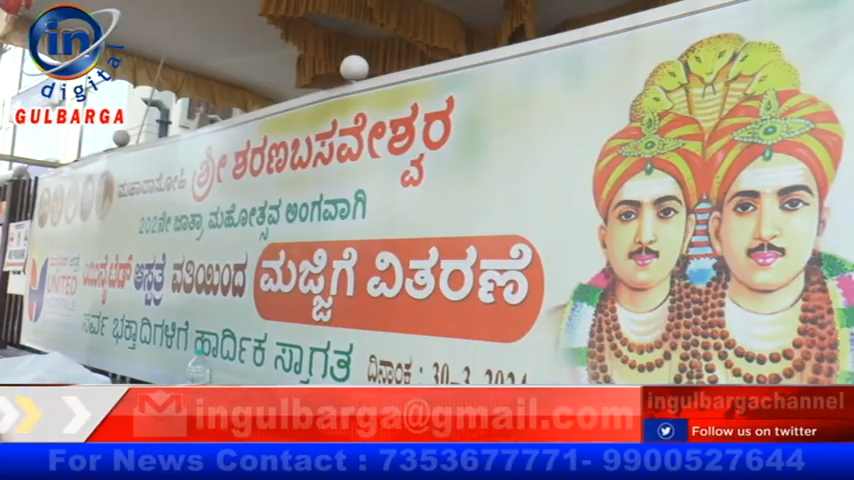 in
digital
GULBARGA
ಮಹಾದಾಸೋಹಿ ಶ್ರೀ ಶರಣಬಸವೇಶ್ವರ
202ನೇ ಜಾತ್ರಾ ಮಹೋತ್ಸವ ಅಂಗವಾಗಿ
UNITED
ಯುನೈಟೆಡ್ ಆಸ್ಪತ್ರೆ ವತಿಯಿಂದ ಮಜ್ಜಿಗೆ ವಿತರಣೆ
ಸರ್ವ ಭಕ್ತಾದಿಗಳಿಗೆ ಹಾರ್ದಿಕ ಸ್ವಾಗತ ದಿನಾಂಕ : 30-3-2024
ingulbarga@gmail.com
ingulbargachannel
Follow us on twitter
For News Contact : 7353677771- 9900527644